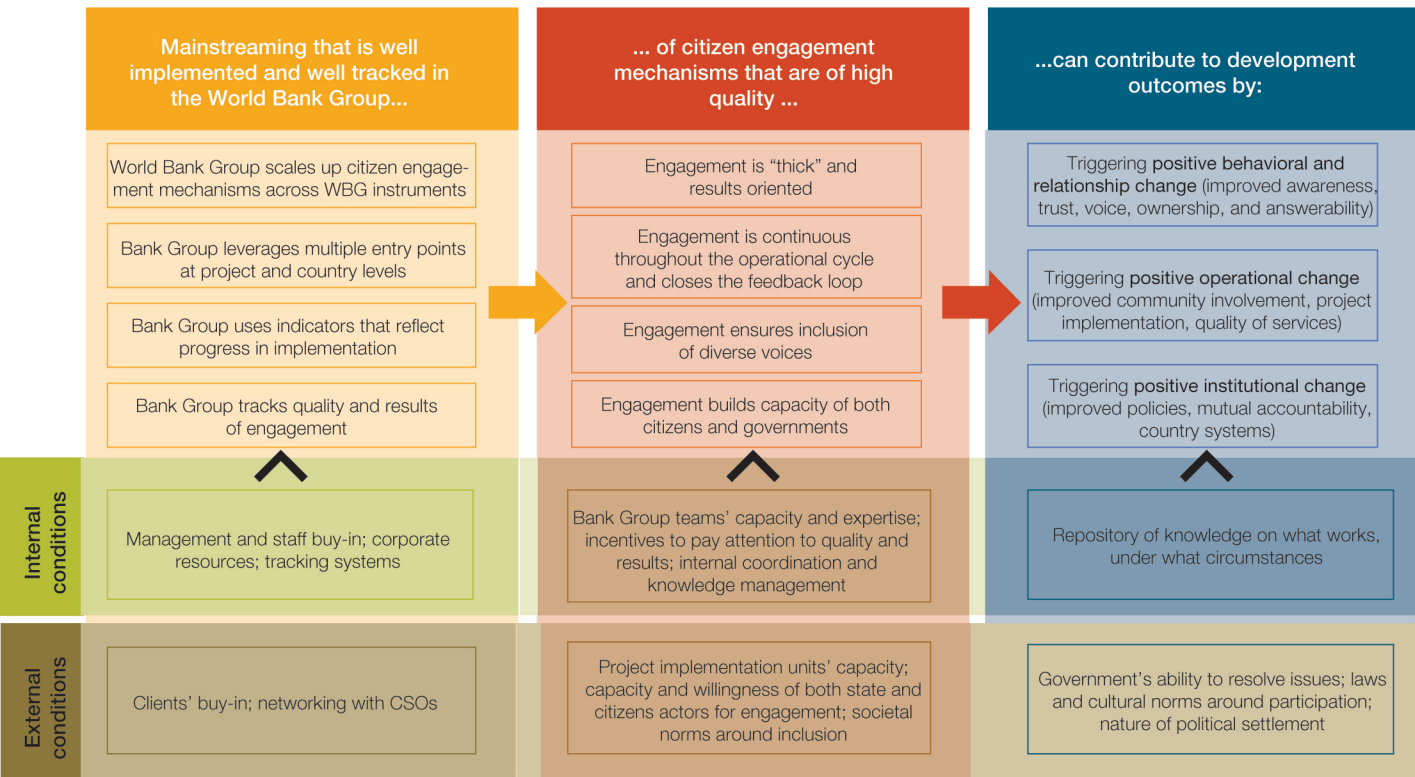 Mainstreaming that is well
implemented and well tracked in
the World Bank Group...
World Bank Group scales up citizen engage-
ment mechanisms across WBG instruments
Bank Group leverages multiple entry points
at project and country levels
Bank Group uses indicators that reflect
progress in implementation
Bank Group tracks quality and results
of engagement
... of citizen engagement
mechanisms that are of high
quality ...
Engagement is “thick” and
results oriented
Engagement is continuous
throughout the operational cycle
and closes the feedback loop
Engagement ensures inclusion
of diverse voices
Engagement builds capacity of both
citizens and governments
...can contribute to development
outcomes by:
Triggering positive behavioral and
relationship change (improved awareness,
trust, voice, ownership, and answerability)
Triggering positive operational change
(improved community involvement, project
implementation, quality of services)
Triggering positive institutional change
(improved policies, mutual accountability,
country systems)
Internal
conditions
Management and staff buy-in; corporate
resources; tracking systems
Bank Group teams’ capacity and expertise;
incentives to pay attention to quality and
results; internal coordination and
knowledge management
Repository of knowledge on what works,
under what circumstances
External
conditions
Clients’ buy-in; networking with CSOs
Project implementation units’ capacity;
capacity and willingness of both state and
citizens actors for engagement; societal
norms around inclusion
Government’s ability to resolve issues; laws
and cultural norms around participation;
nature of political settlement